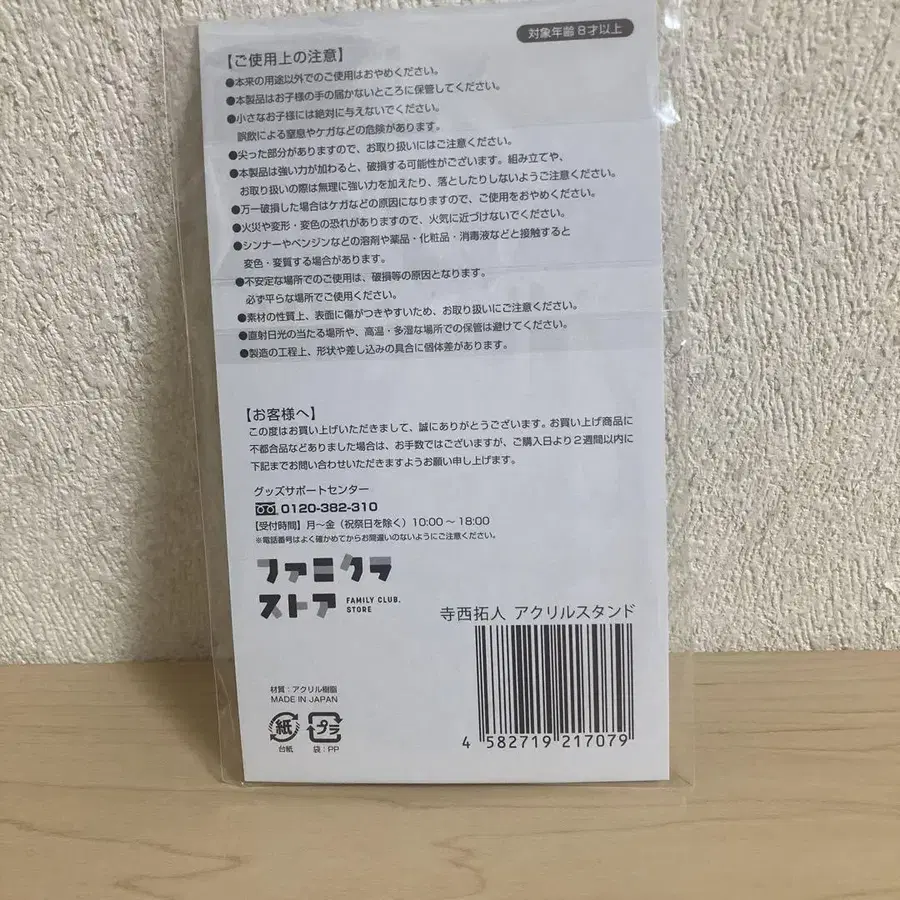 対象年齢8才以上
【ご使用上の注意】
●本来の用途以外でのご使用はおやめください。
●本製品はお子様の手の届かないところに保管してください。
●小さなお子様には絶対に与えないでください。
誤飲による窒息やケガなどの危険があります。
●尖った部分がありますので、お取り扱いにはご注意ください。
●本製品は強い力が加わると、破損する可能性がございます。組み立てや、
お取り扱いの際は無理に強い力を加えたり、落としたりしないようご注意ください。
●万一破損した場合はケガなどの原因になりますので、ご使用をおやめください。
●火災や変形・変色の恐れがありますので、火気に近づけないでください。
●シンナーやベンジンなどの溶剤や薬品・化粧品・消毒液などと接触すると
変色・変質する場合があります。
●不安定な場所でのご使用は、破損等の原因となります。
必ず平らな場所でご使用ください。
●素材の性質上、表面に傷がつきやすいため、お取り扱いにご注意ください。
●直射日光の当たる場所や、高温・多湿な場所での保管は避けてください。
●製造の工程上、形状や差し込みの具合に個体差があります。
【お客様へ】
この度はお買い上げいただきまして、誠にありがとうございます。お買い上げ商品に
不都合品などありました場合は、お手数ではございますが、ご購入日より2週間以内に
下記までお問い合わせいただきますようお願い申し上げます。
グッズサポートセンター
0120-382-310
【受付時間】月〜金(祝祭日を除く)10:00〜18:00
※電話番号はよく確かめてからお間違いのないようにご注意ください。
ファミクラ
ストア
FAMILY CLUB.
STORE
寺西拓人 アクリルスタンド
4 582719 217079
材質:アクリル樹脂
MADE IN JAPAN
紙
プラ
台紙
袋:PP